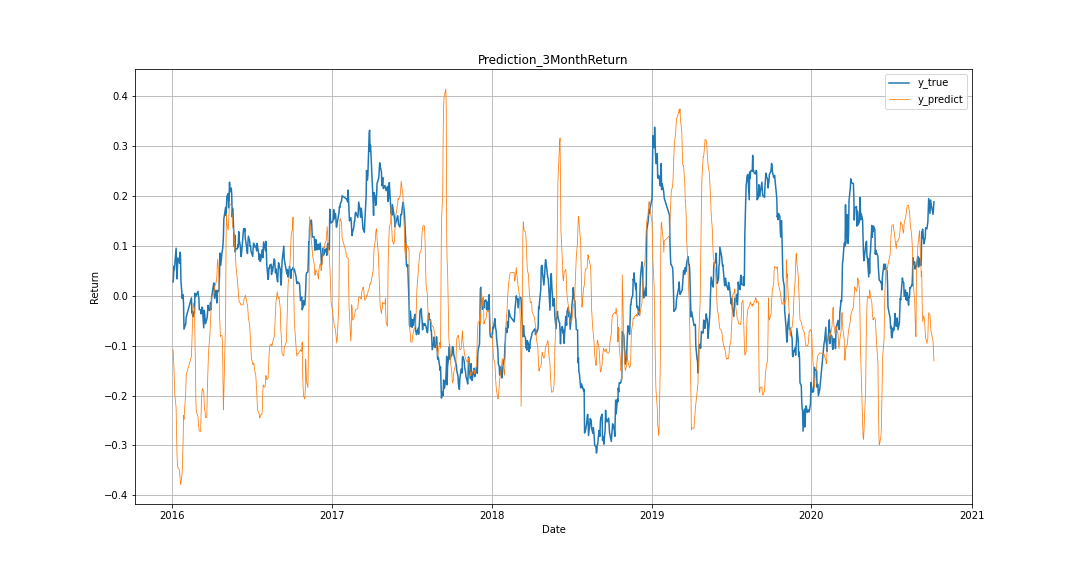 Prediction_3MonthReturn
y_true
y_predict
0.4
0.3
0.2
0.1
0.0
−0.1
−0.2
−0.3
−0.4
Return
2016 2017 2018 2019 2020 2021
Date